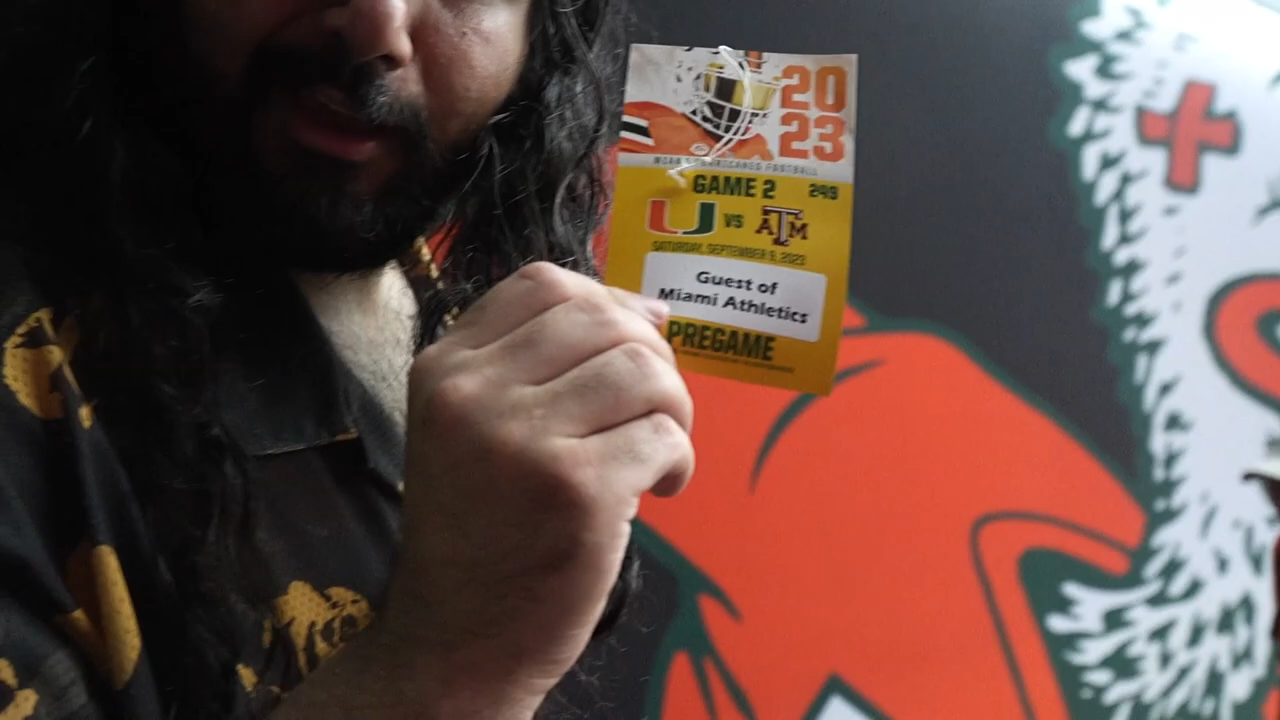 20
23
MIAMI HURRICANES FOOTBALL
GAME 2 249
U VS ATM
SATURDAY, SEPTEMBER 9, 2023
Guest of
Miami Athletics
PREGAME